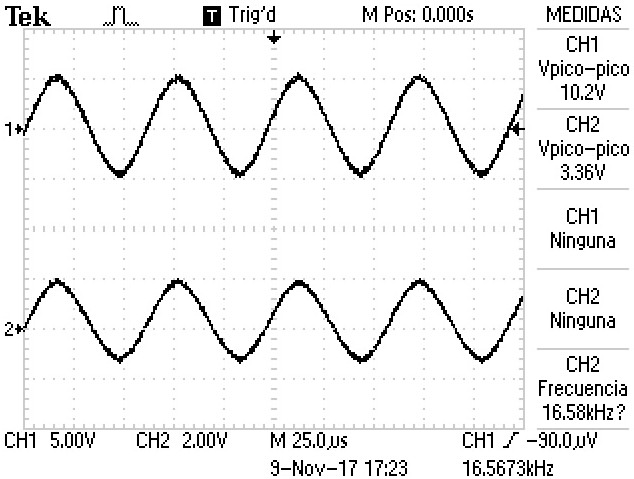 Tek T Trig'd M Pos: 0.000s MEDIDAS
CH1
Vpico-pico
10.2V
CH2
Vpico-pico
3.36V
CH1
Ninguna
CH2
Ninguna
CH2
Frecuencia
16.58kHz?
1
2
CH1 5.00V CH2 2.00V M 25.0µs CH1 -90.0µV
9-Nov-17 17:23 16.5673kHz